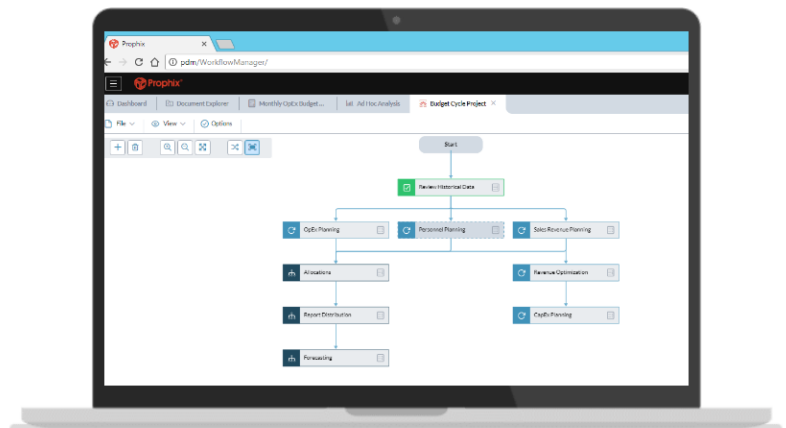 Prophix
pdm/WorkflowManager/
Prophix
Dashboard
Document Explorer
Monthly OpEx Budget ...
Ad Hoc Analysis
Budget Cycle Project
File
View
Options
Start
Review Historical Data
OpEx Planning
Personnel Planning
Sales Revenue Planning
Allocations
Revenue Optimization
Report Distribution
CapEx Planning
Forecasting